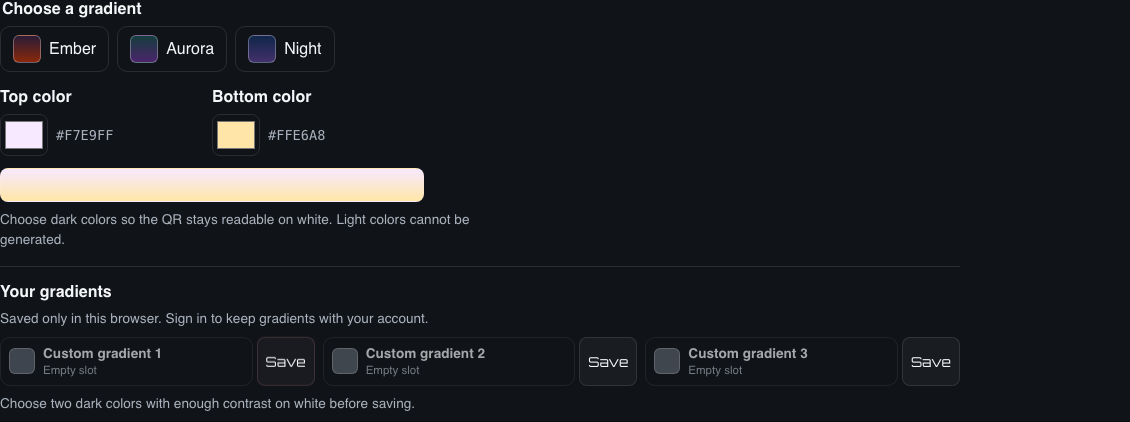 Choose a gradient
Ember
Aurora
Night
Top color
Bottom color
#F7E9FF
#FFE6A8
Choose dark colors so the QR stays readable on white. Light colors cannot be
generated.
Your gradients
Saved only in this browser. Sign in to keep gradients with your account.
Custom gradient 1
Empty slot
Save
Custom gradient 2
Empty slot
Save
Custom gradient 3
Empty slot
Save
Choose two dark colors with enough contrast on white before saving.